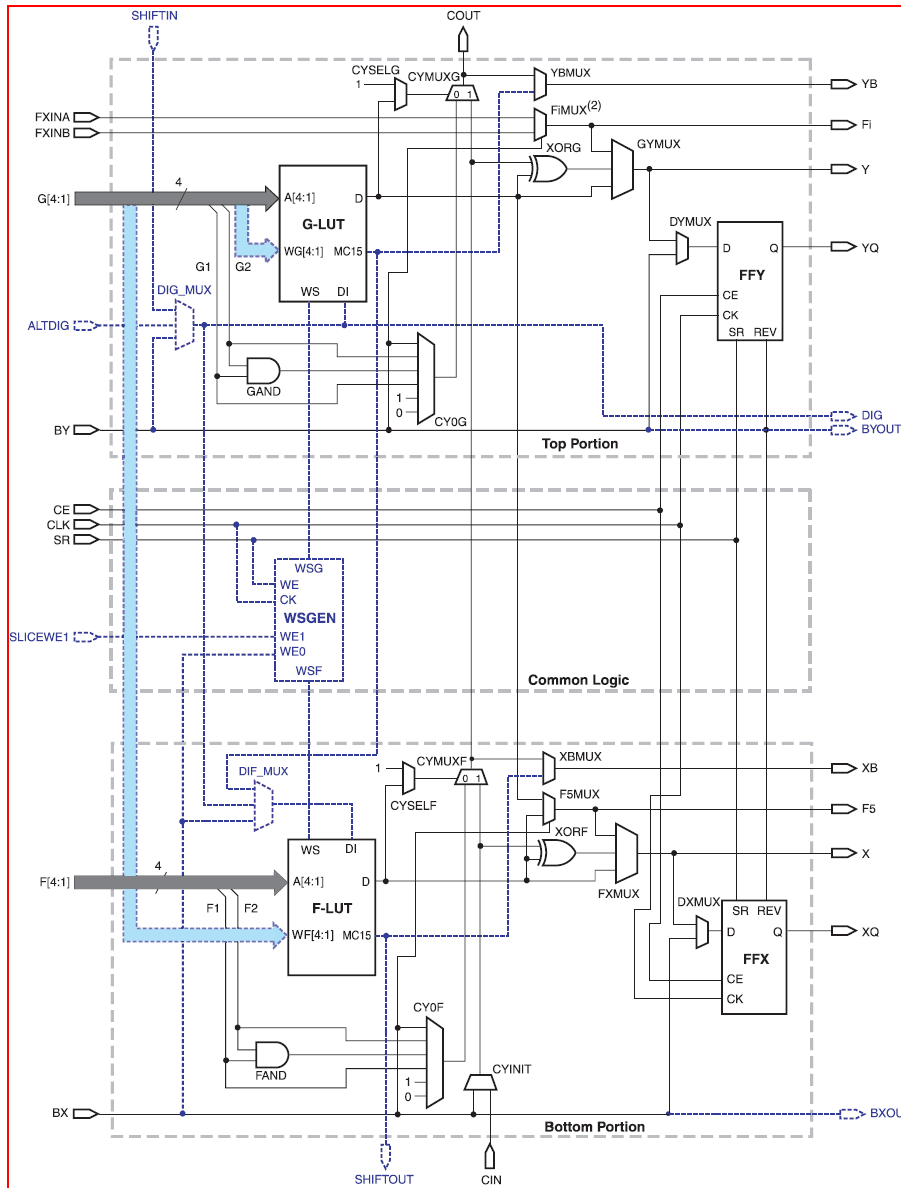 SHIFTIN
COUT
CYSELG
CYMUXG
YBMUX
1
0 1
YB
FXINA
FXINB
FiMUX(2)
Fi
XORG
GYMUX
G[4:1]
4
A[4:1]
D
Y
G-LUT
DYMUX
G1
G2
WG[4:1]
MC15
D
Q
YQ
FFY
DIG_MUX
WS
DI
CE
CK
ALTDIG
SR
REV
GAND
1
0
CY0G
DIG
BY
BYOUT
Top Portion
CE
CLK
SR
WSG
WE
CK
WSGEN
SLICEWE1
WE1
WE0
WSF
Common Logic
CYMUXF
XBMUX
1
0 1
XB
DIF_MUX
CYSELF
F5MUX
F5
XORF
WS
DI
X
F[4:1]
4
A[4:1]
D
FXMUX
F1
F2
F-LUT
DXMUX
SR
REV
WF[4:1]
MC15
D
Q
XQ
FFX
CE
CK
CY0F
FAND
CYINIT
1
0
BX
BXOU
Bottom Portion
SHIFTOUT
CIN